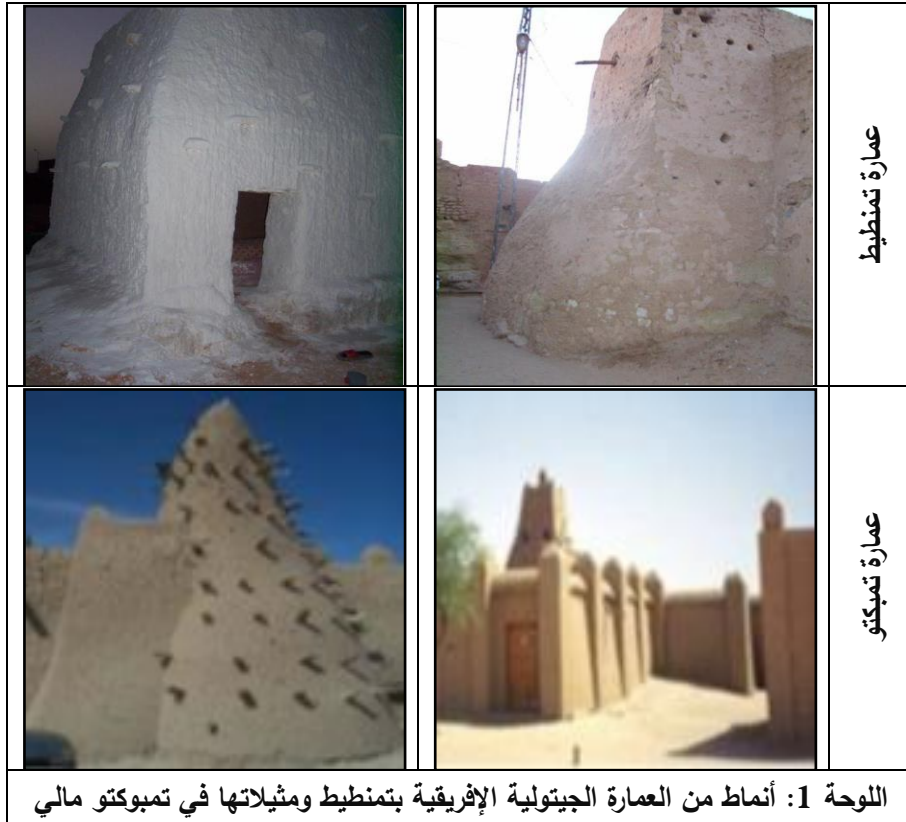 عمارة تمنطيط
عمارة تمبكتو
اللوحة 1: أنماط من العمارة الجيتولية الإفريقية بتمنطيط ومثيلاتها في تمبوكتو مالي